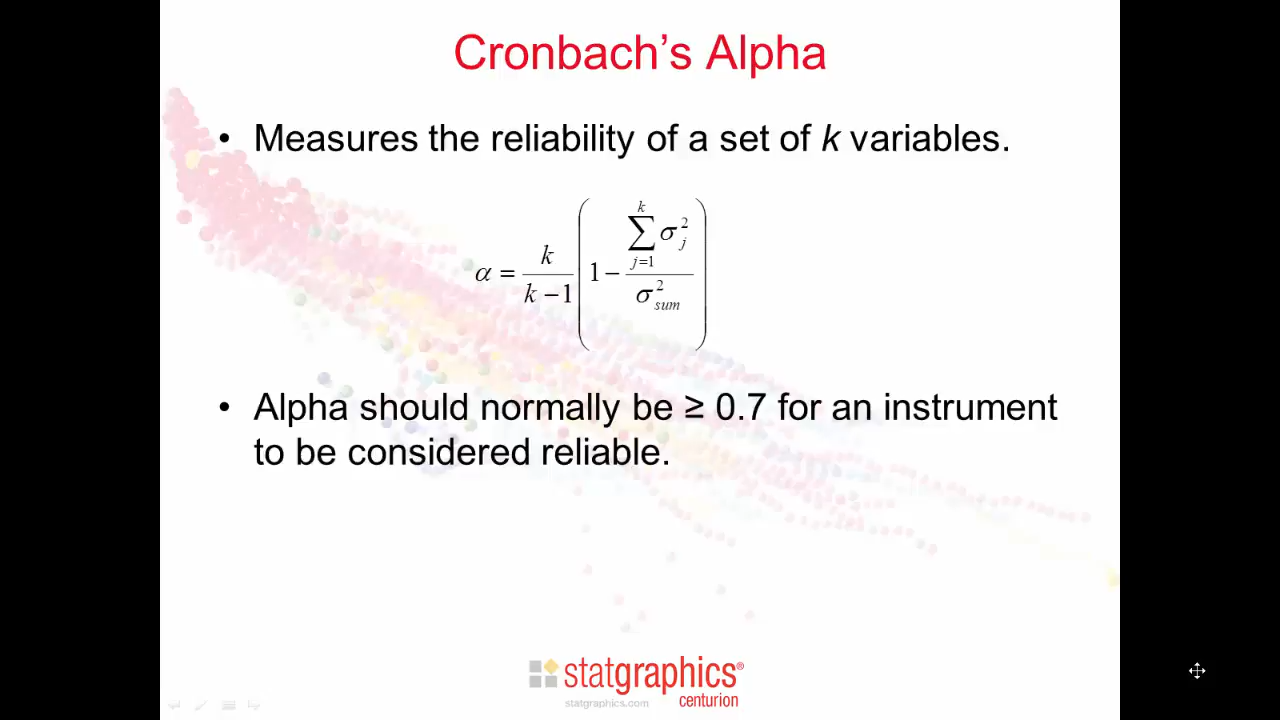 Cronbach’s Alpha
• Measures the reliability of a set of k variables.
α = k / (k − 1) ( 1 − ∑_{j=1}^{k} σ_j^2 / σ_{sum}^2 )
• Alpha should normally be ≥ 0.7 for an instrument
to be considered reliable.
statgraphics®
statgraphics.com centurion